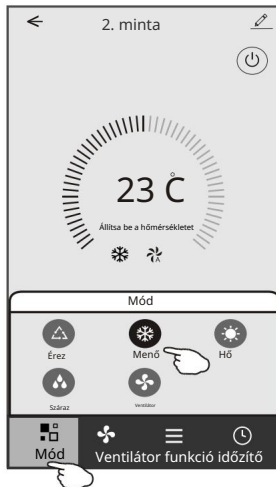 2. minta
23 °C
Állítsa be a hőmérsékletet
A
Mód
Érez Menő Hő
Száraz Ventilátor
Mód Ventilátor funkció időzítő